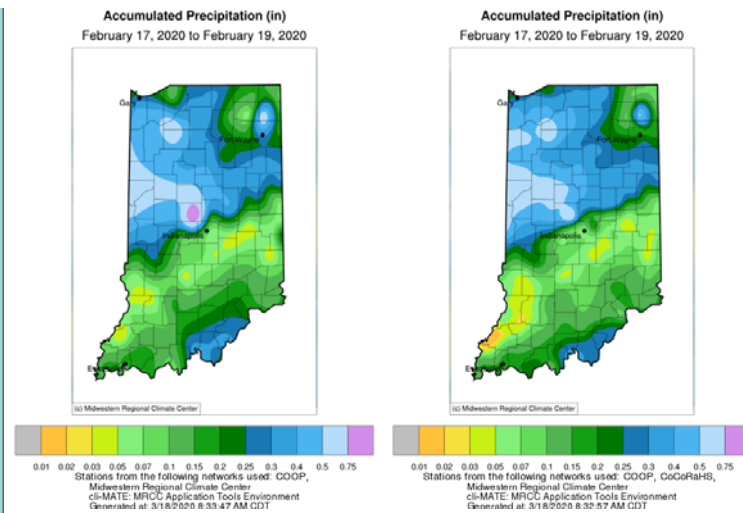 Accumulated Precipitation (in)
February 17, 2020 to February 19, 2020
Gary
Fort Wayne
Indianapolis
(c) Midwestern Regional Climate Center
0.01 0.02 0.03 0.05 0.07 0.1 0.15 0.2 0.25 0.3 0.4 0.5 0.75
Stations from the following networks used: COOP,
Midwestern Regional Climate Center
cli-MATE: MRCC Application Tools Environment
Generated at: 3/18/2020 8:33:47 AM CDT
Accumulated Precipitation (in)
February 17, 2020 to February 19, 2020
Gary
Fort Wayne
Indianapolis
(c) Midwestern Regional Climate Center
0.01 0.02 0.03 0.05 0.07 0.1 0.15 0.2 0.25 0.3 0.4 0.5 0.75
Stations from the following networks used: COOP, CoCoRaHS,
Midwestern Regional Climate Center
cli-MATE: MRCC Application Tools Environment
Generated at: 3/18/2020 8:32:57 AM CDT